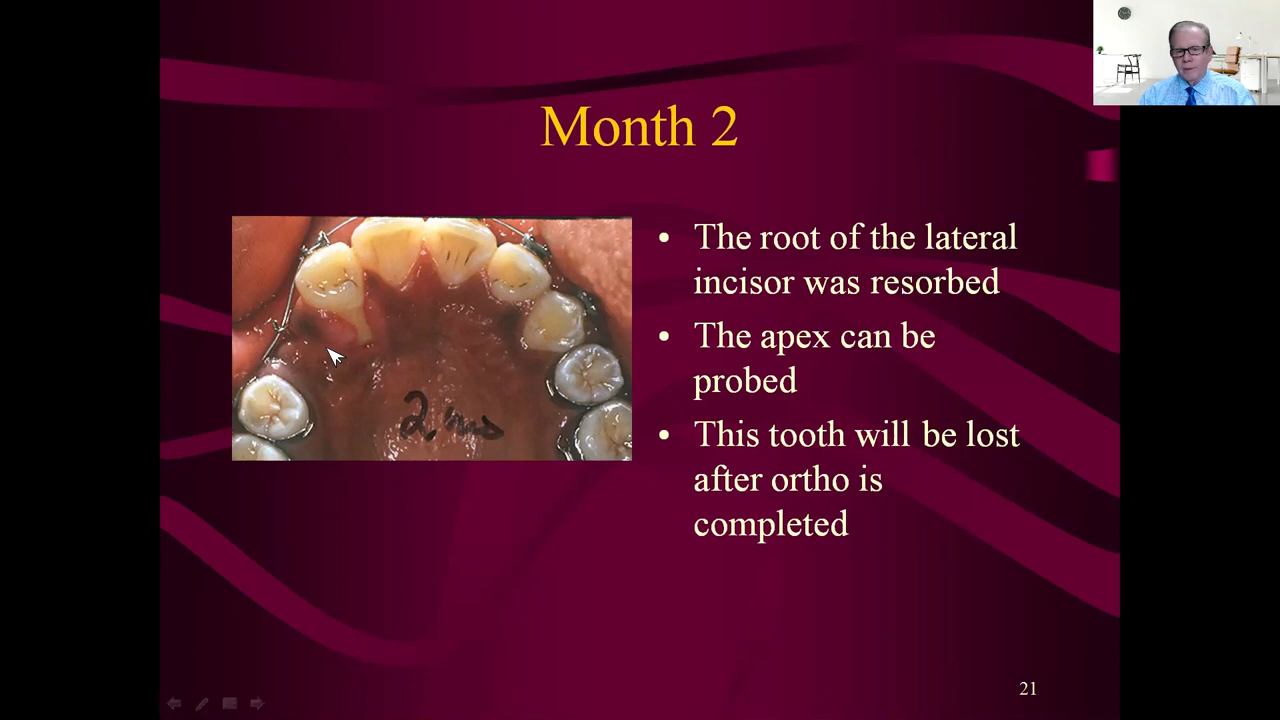 Month 2
• The root of the lateral
incisor was resorbed
• The apex can be
probed
• This tooth will be lost
after ortho is
completed
2 mo
21